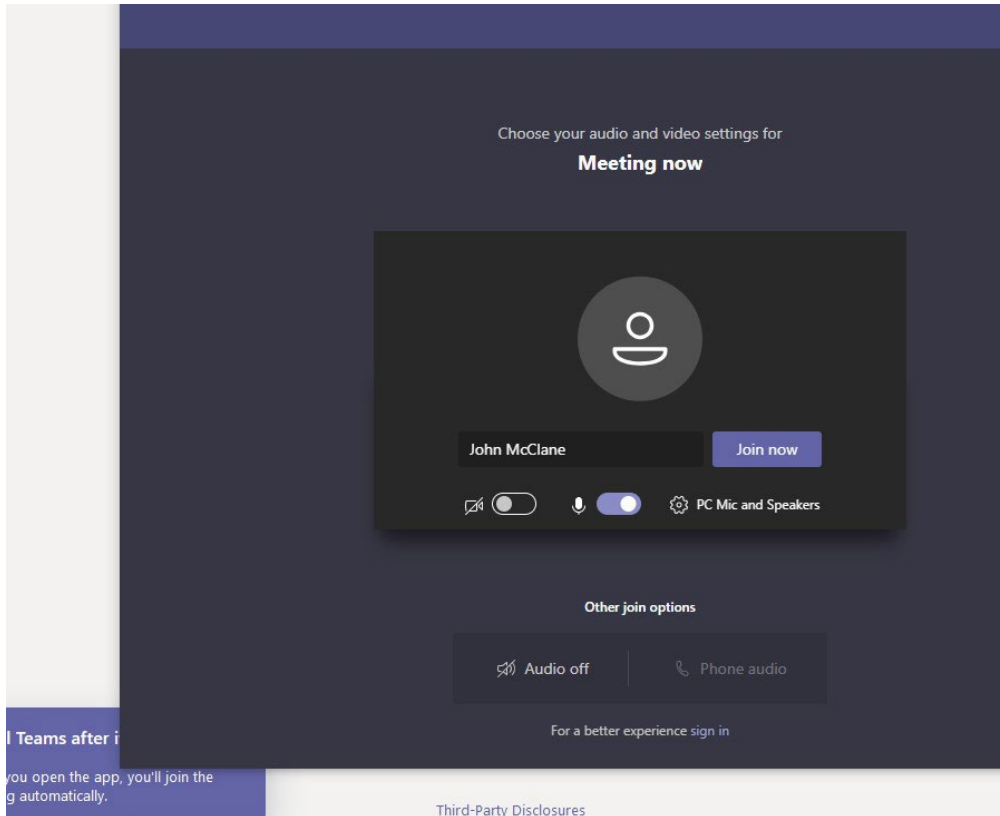 Choose your audio and video settings for
Meeting now
John McClane
Join now
PC Mic and Speakers
Other join options
Audio off
Phone audio
For a better experience sign in
Teams after
you open the app, you'll join the
automatically.
Third-Party Disclosures